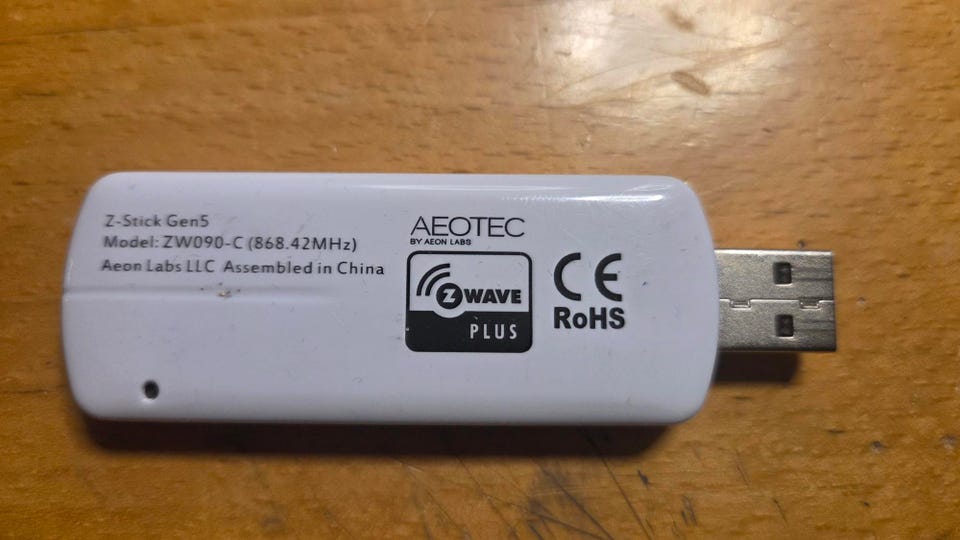 Z-Stick Gen5
Model: ZW090-C (868.42MHz)
Aeon Labs LLC Assembled in China
AEOTEC
BY AEON LABS
Z WAVE
PLUS
CE
RoHS